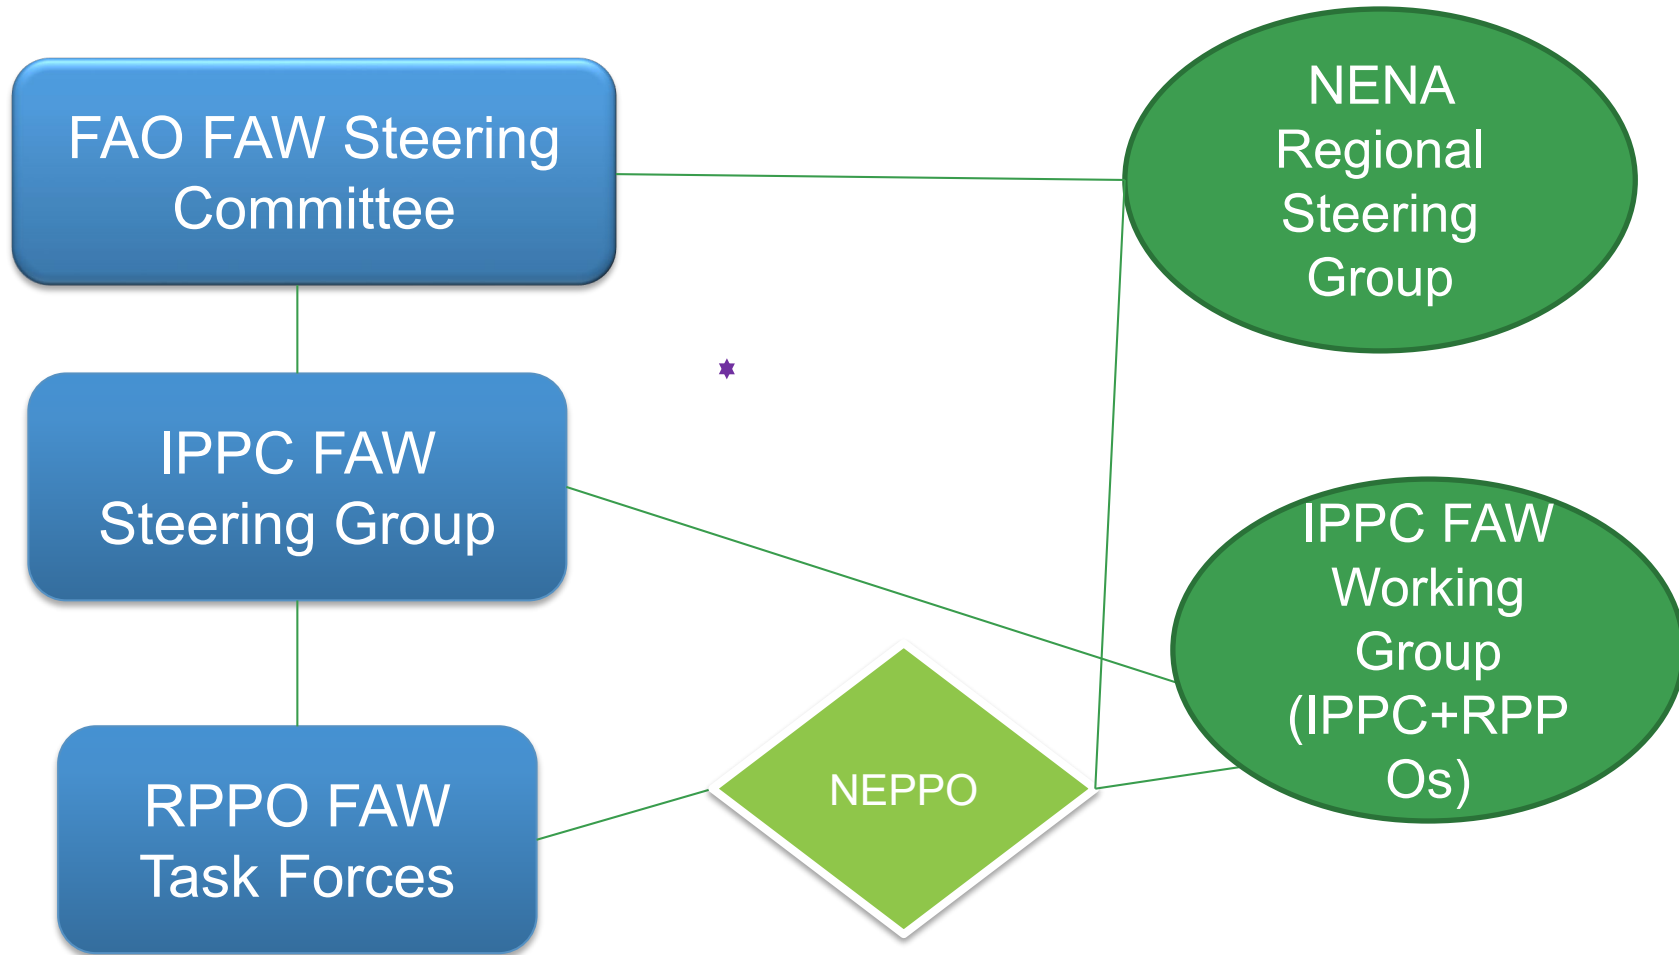 FAO FAW Steering
Committee
NENA
Regional
Steering
Group
IPPC FAW
Steering Group
IPPC FAW
Working
Group
(IPPC+RPP
Os)
RPPO FAW
Task Forces
NEPPO